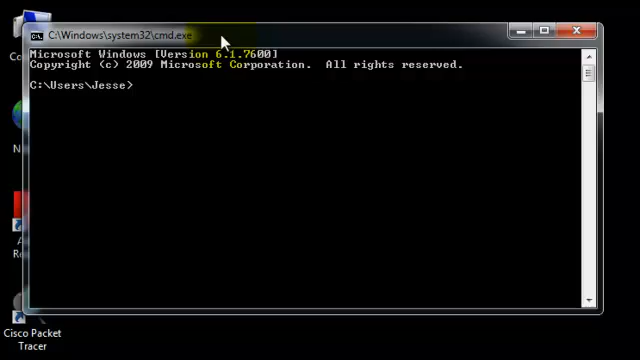 C:\Windows\system32\cmd.exe
Microsoft Windows [Version 6.1.7600]
Copyright (c) 2009 Microsoft Corporation.  All rights reserved.
C:\Users\Jesse>
Cisco Packet
Tracer